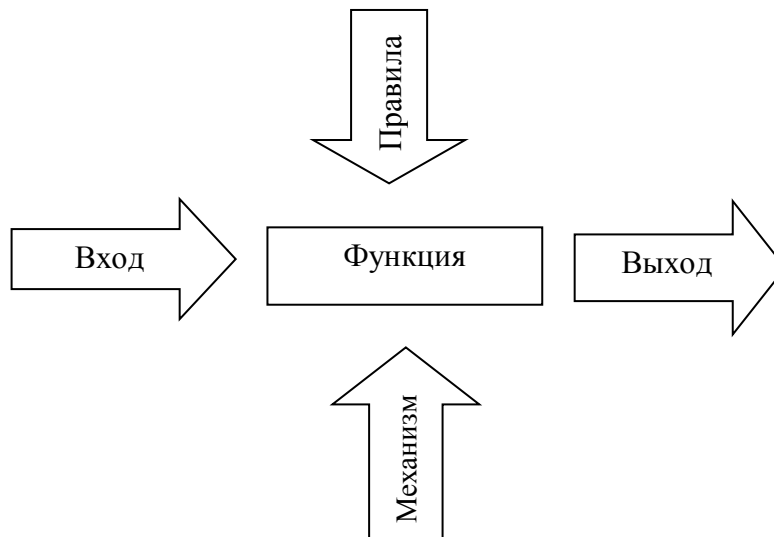 Правила
Вход
Функция
Выход
Механизм